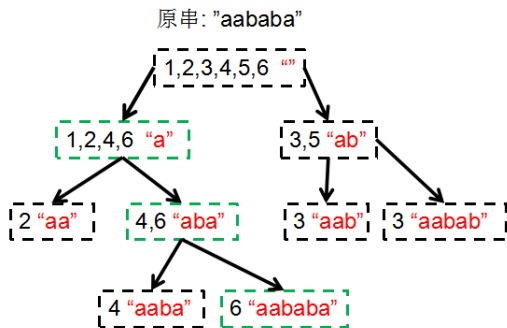 原串: ”aababa”
1,2,3,4,5,6 “”
1,2,4,6 “a”
3,5 “ab”
2 “aa”
4,6 “aba”
3 “aab”
3 “aabab”
4 “aaba”
6 “aababa”